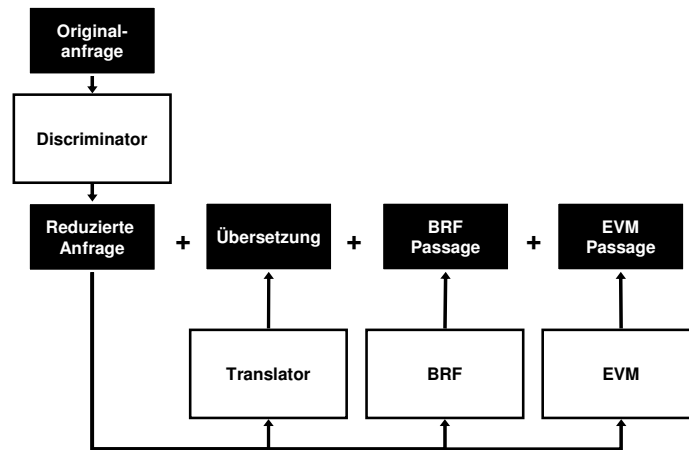 Original-
anfrage
Discriminator
Reduzierte
Anfrage
+
Übersetzung
+
BRF
Passage
+
EVM
Passage
Translator
BRF
EVM